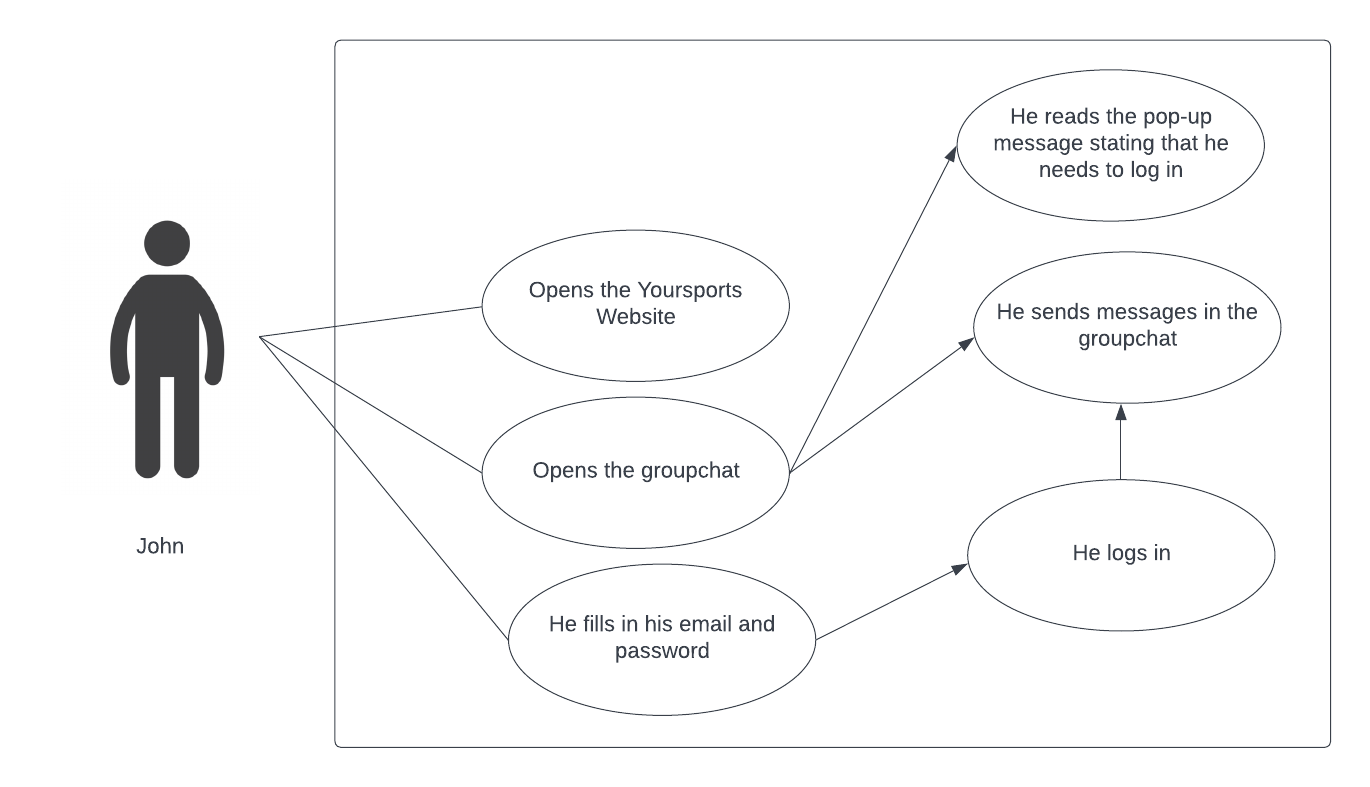 John
Opens the Yoursports
Website
Opens the groupchat
He fills in his email and
password
He reads the pop-up
message stating that he
needs to log in
He sends messages in the
groupchat
He logs in